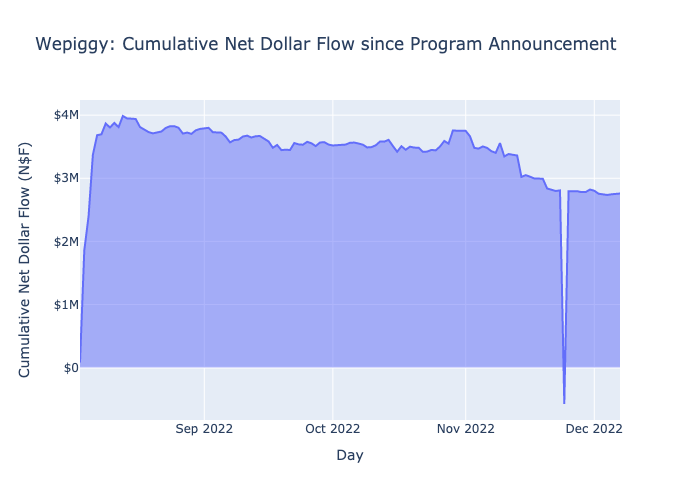 Wepiggy: Cumulative Net Dollar Flow since Program Announcement
Cumulative Net Dollar Flow (N$F)
$4M
$3M
$2M
$1M
$0
Sep 2022
Oct 2022
Nov 2022
Dec 2022
Day